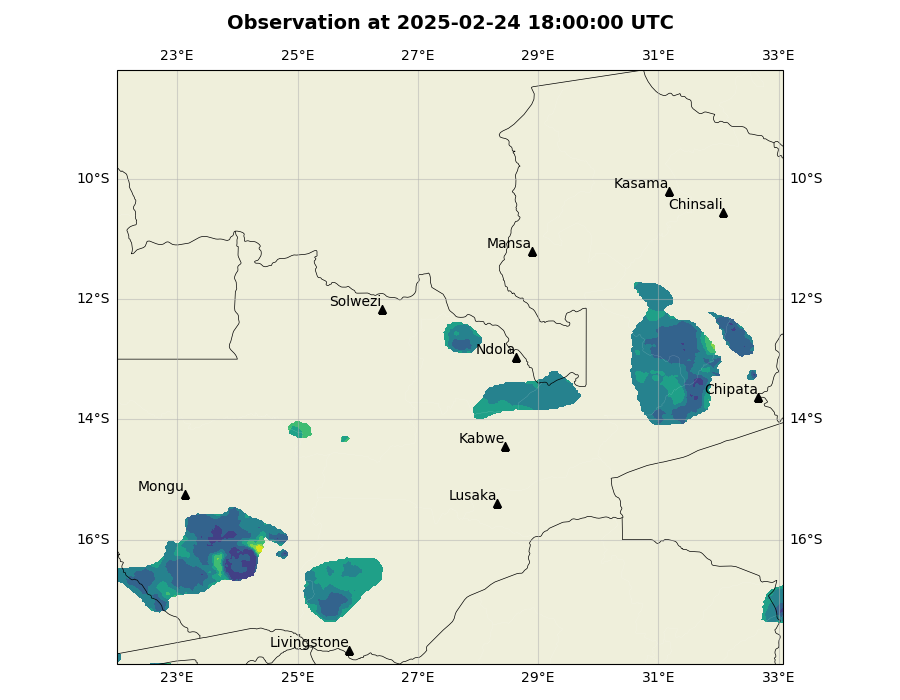 Observation at 2025-02-24 18:00:00 UTC
23°E 25°E 27°E 29°E 31°E 33°E
10°S 10°S
Kasama
Chinsali
Mansa
12°S 12°S
Solwezi
Ndola
Chipata
14°S 14°S
Kabwe
Mongu
Lusaka
16°S 16°S
Livingstone
23°E 25°E 27°E 29°E 31°E 33°E